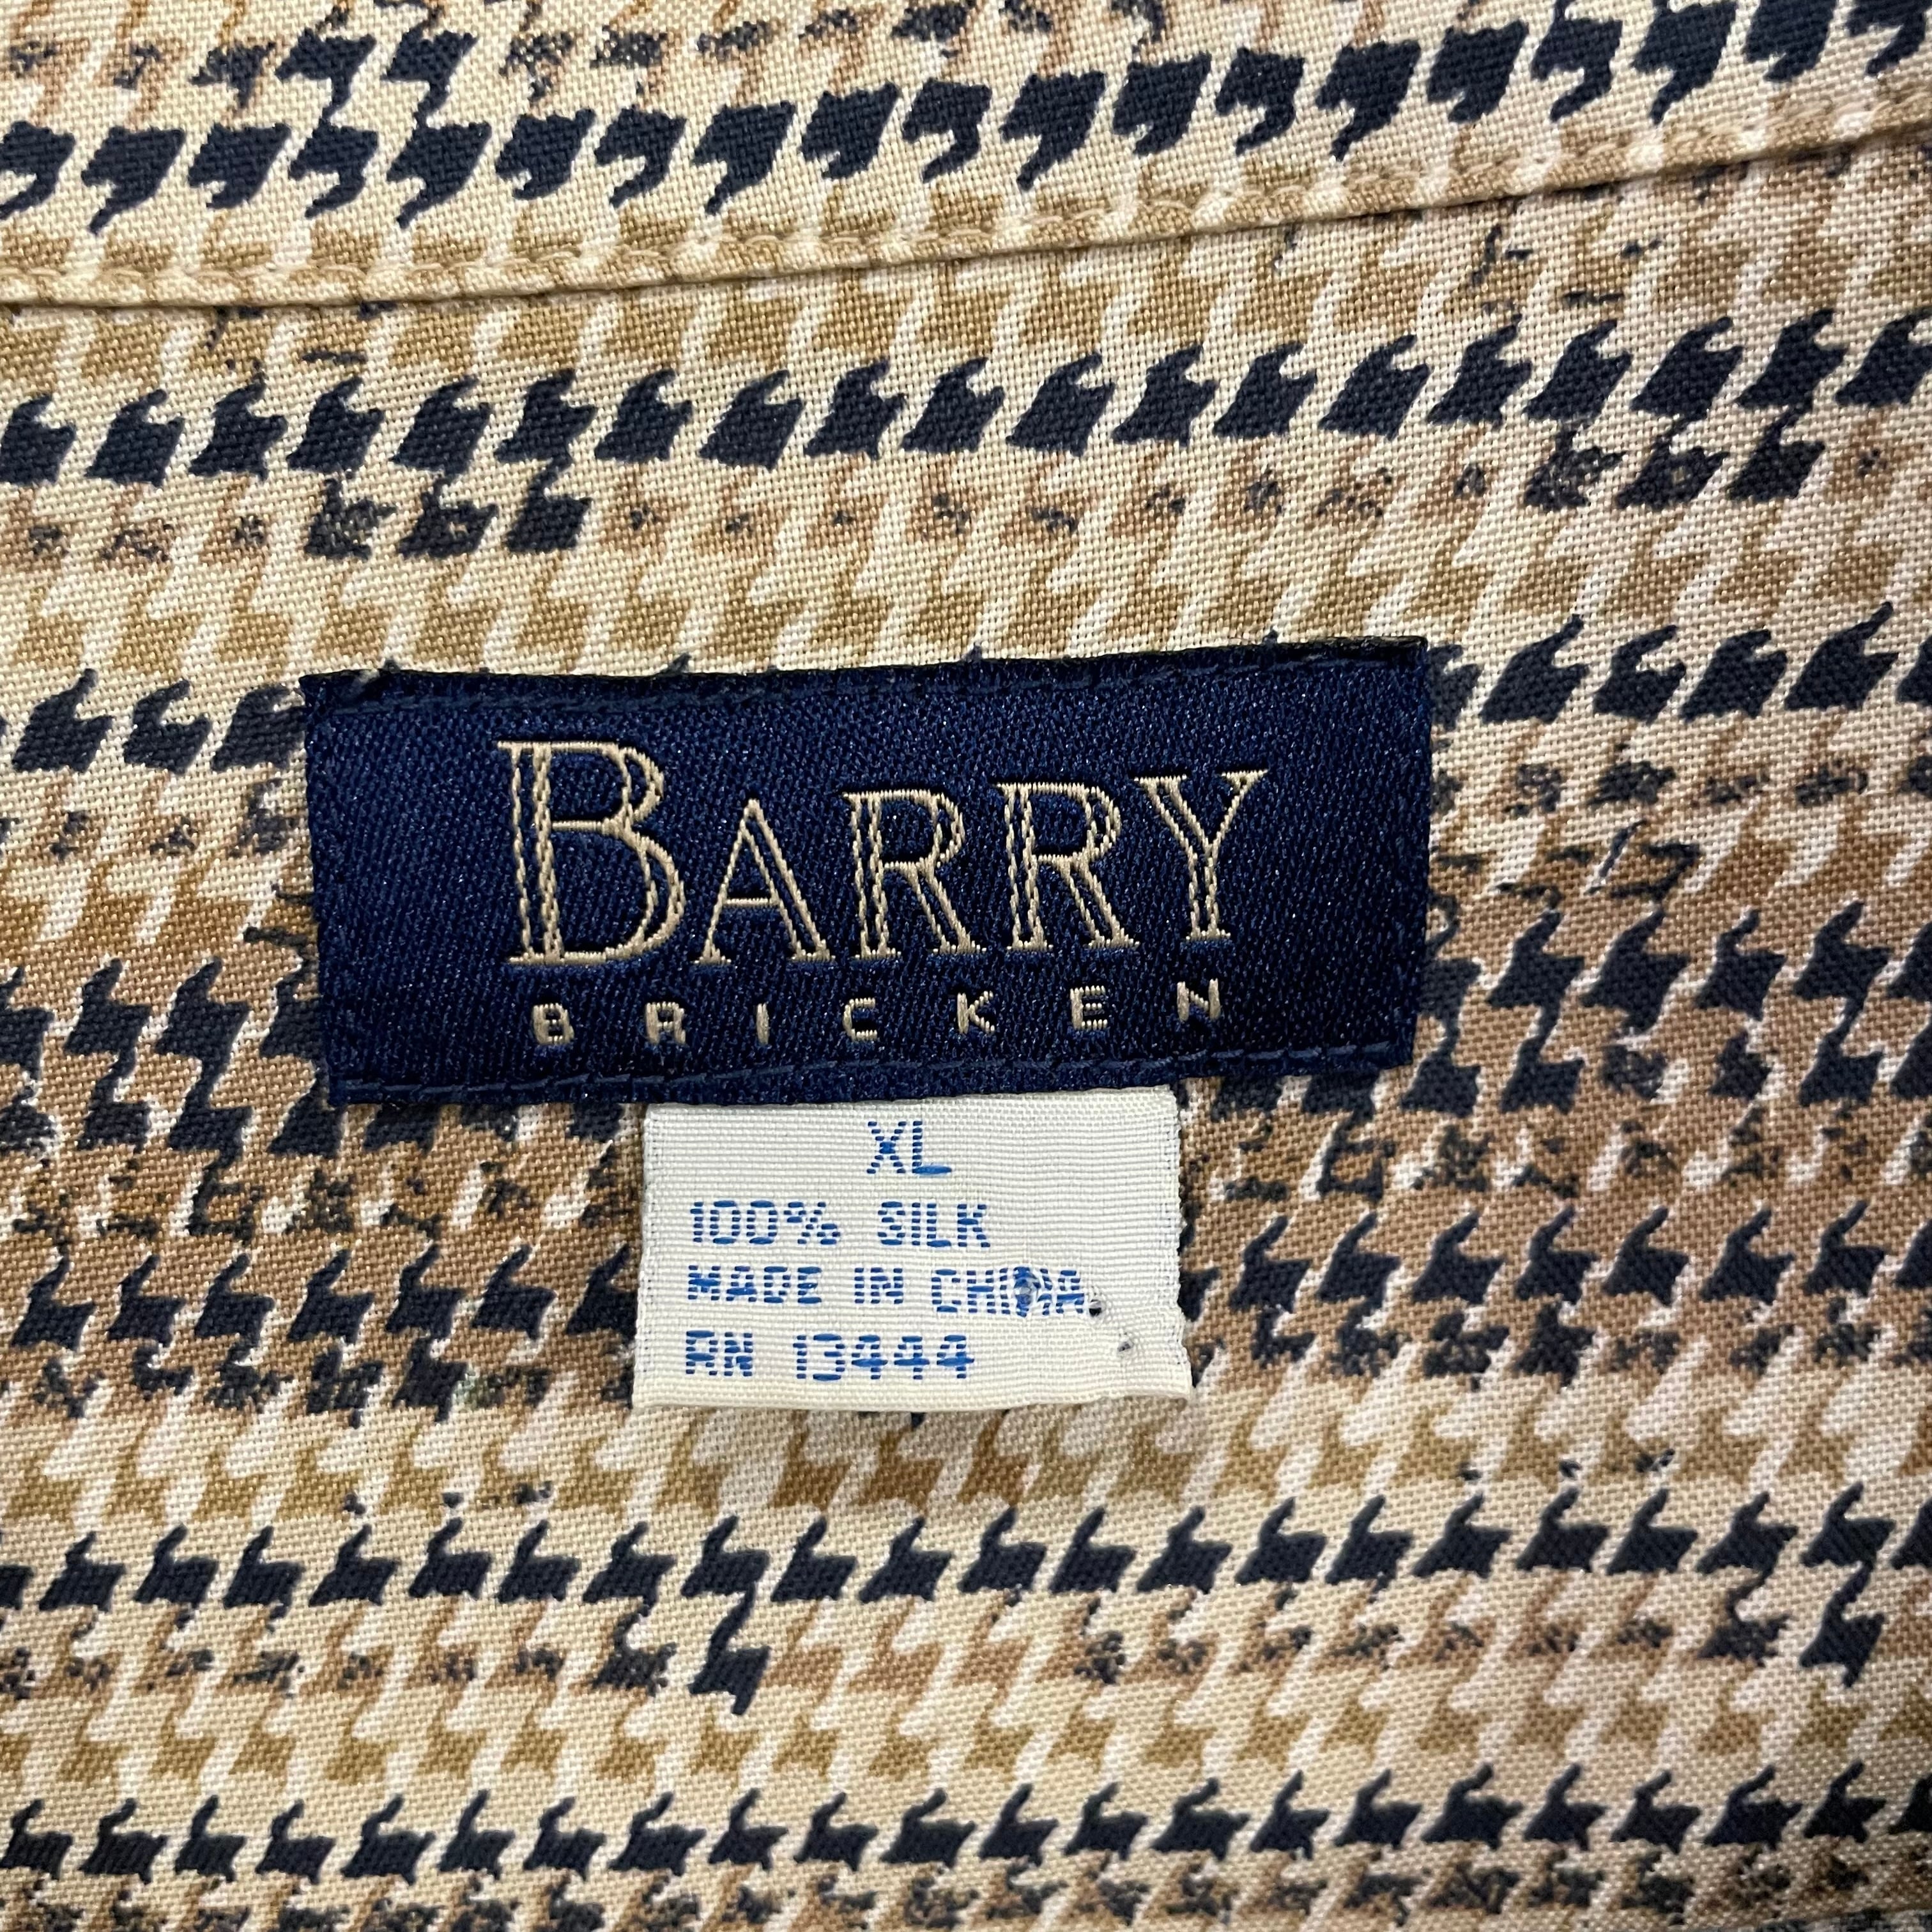 BARRY
BRICKEN
XL
100% SILK
MADE IN CHINA
RN 13444